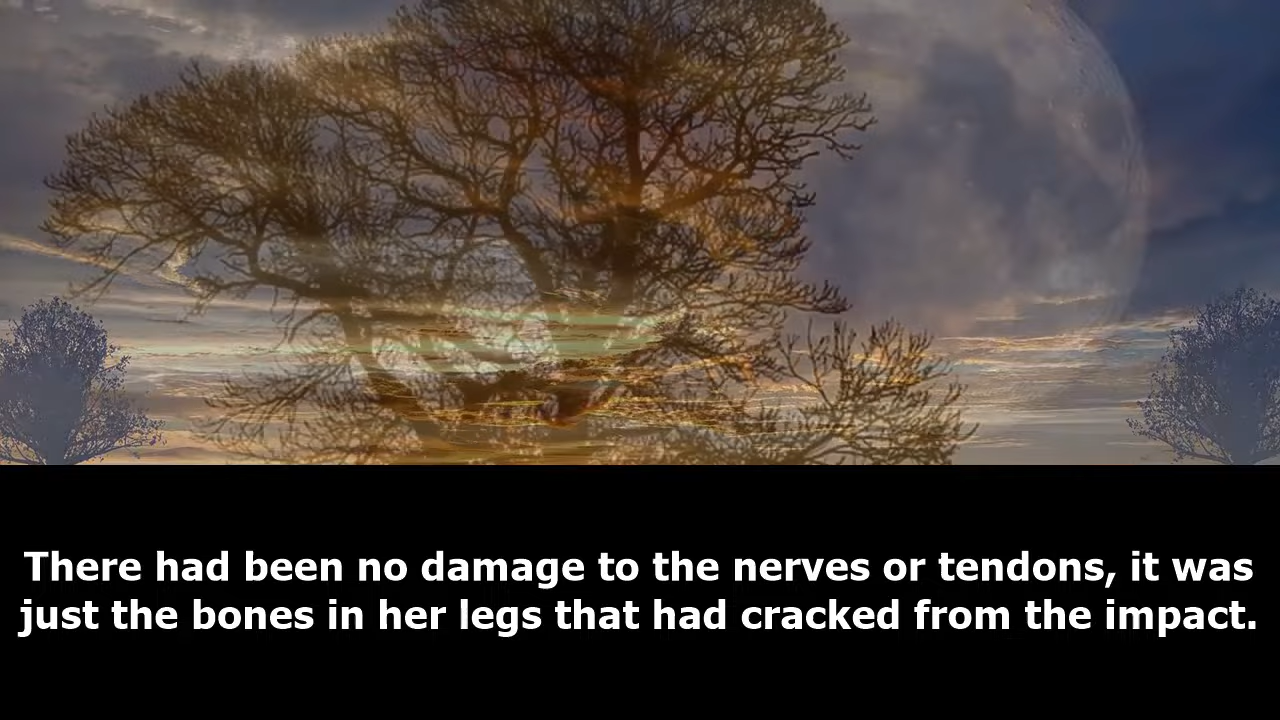 There had been no damage to the nerves or tendons, it was
just the bones in her legs that had cracked from the impact.